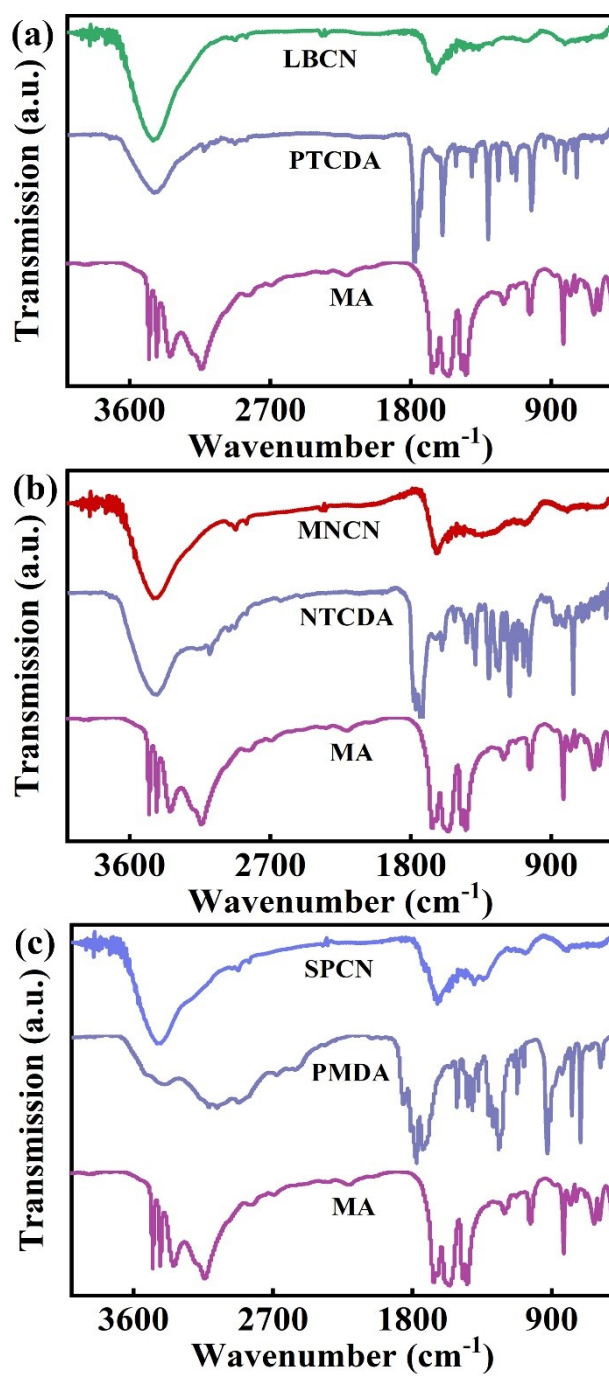 (a)
LBCN
PTCDA
MA
Transmission (a.u.)
3600 2700 1800 900
Wavenumber (cm⁻¹)
(b)
MNCN
NTCDA
MA
Transmission (a.u.)
3600 2700 1800 900
Wavenumber (cm⁻¹)
(c)
SPCN
PMDA
MA
Transmission (a.u.)
3600 2700 1800 900
Wavenumber (cm⁻¹)